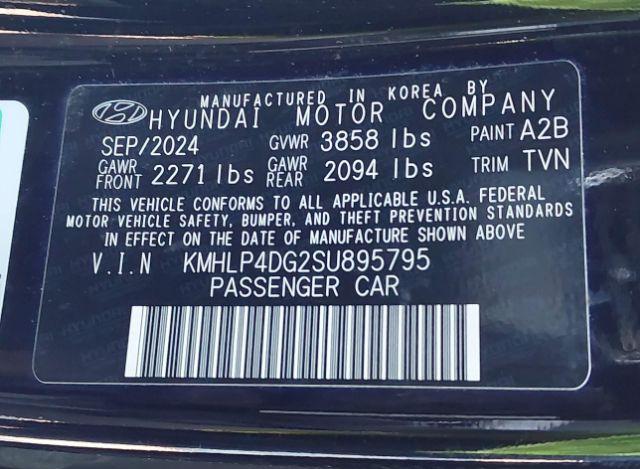 MANUFACTURED IN KOREA BY
HYUNDAI MOTOR COMPANY
SEP/2024 GVWR 3858 lbs PAINT A2B
GAWR FRONT 2271 lbs GAWR REAR 2094 lbs TRIM TVN
THIS VEHICLE CONFORMS TO ALL APPLICABLE U.S.A. FEDERAL
MOTOR VEHICLE SAFETY, BUMPER, AND THEFT PREVENTION STANDARDS
IN EFFECT ON THE DATE OF MANUFACTURE SHOWN ABOVE
V.I.N KMHLP4DG2SU895795
PASSENGER CAR